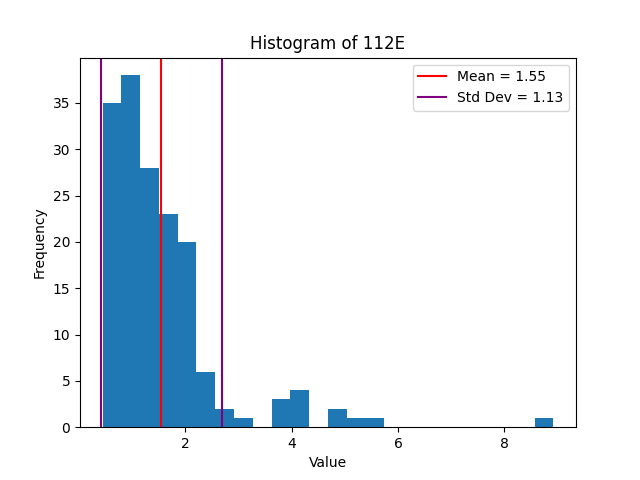 Histogram of 112E
Mean = 1.55
Std Dev = 1.13
Frequency
35
30
25
20
15
10
5
0
2
4
6
8
Value